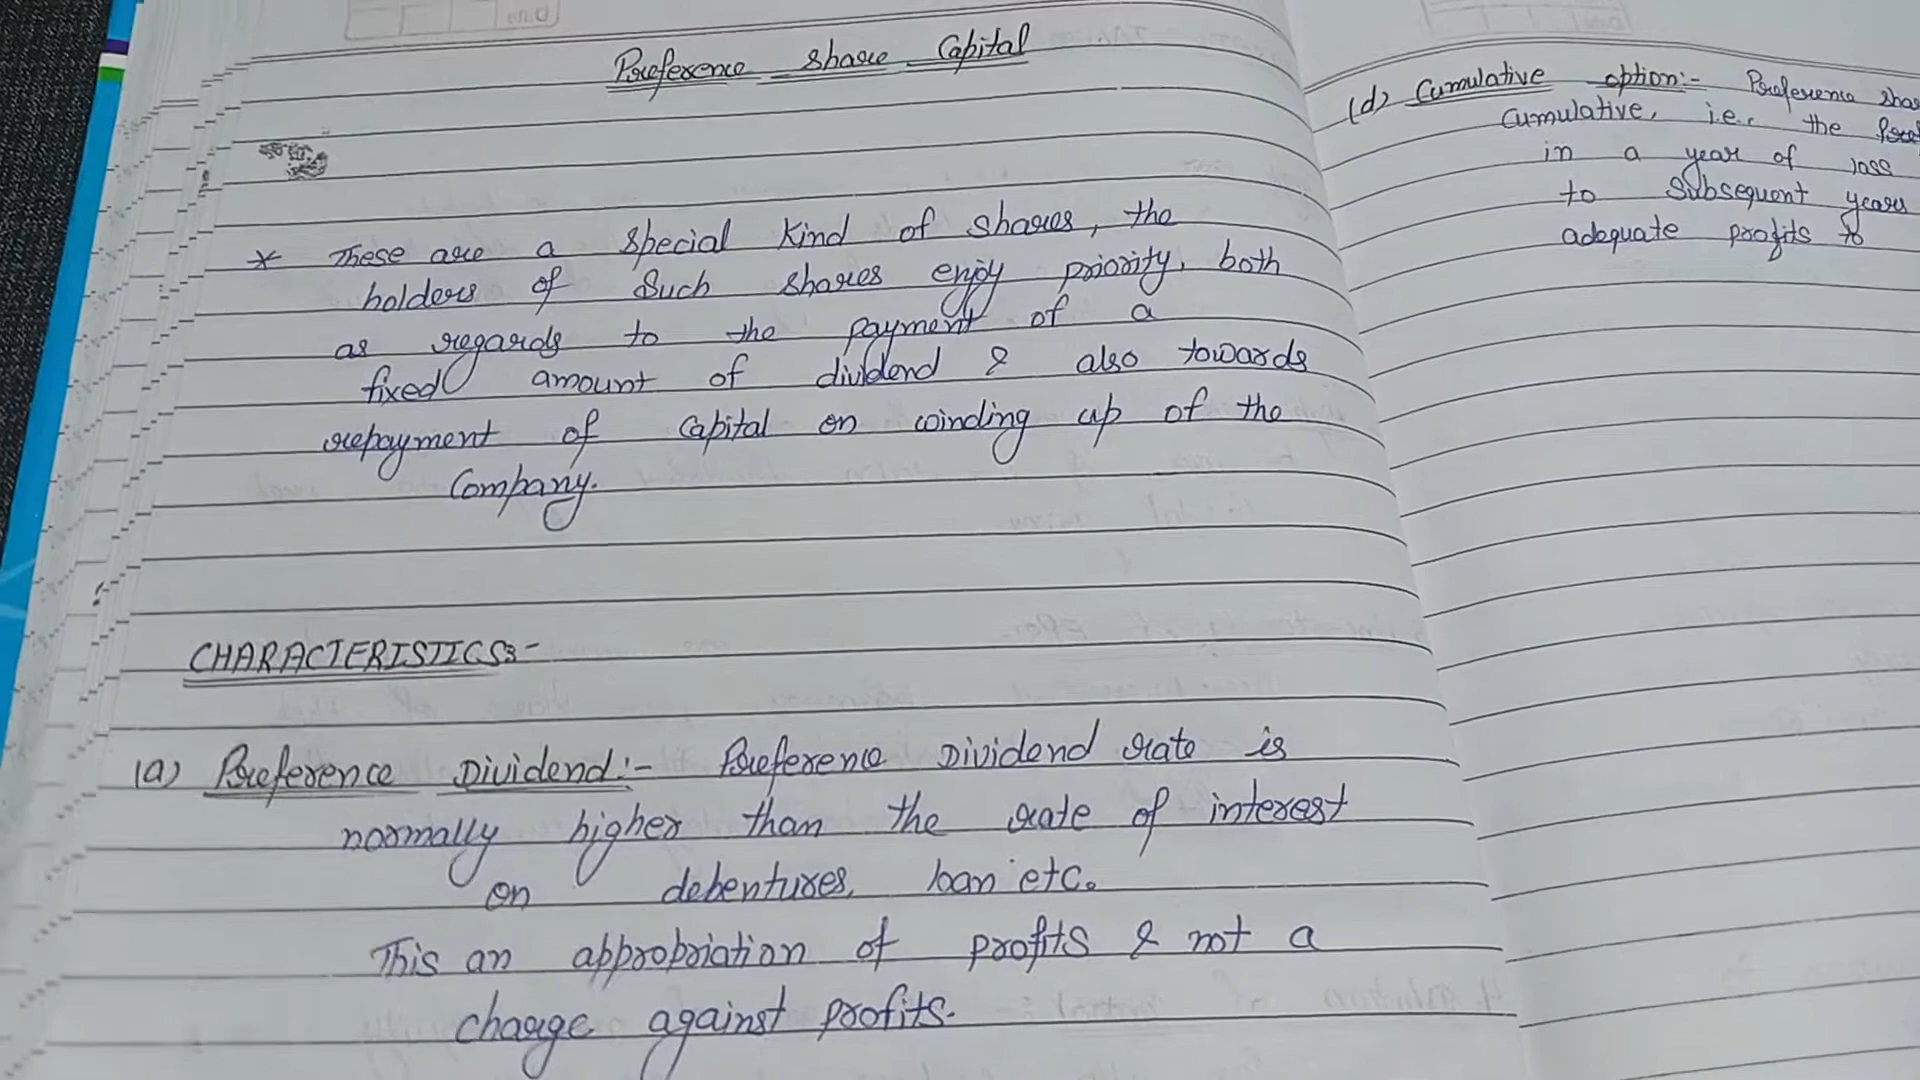 Preference Share Capital
* These are a special kind of shares, the
holders of such shares enjoy priority, both
as regards to the payment of a
fixed amount of dividend & also towards
repayment of Capital on winding up of the
Company.
CHARACTERISTICS:-
(a) Preference Dividend:- Preference Dividend rate is
normally higher than the rate of interest
on debentures, loan etc.
This an appropriation of profits & not a
charge against profits.
(d) Cumulative option:- Preference
Cumulative, i.e., the
in a year of loss
to subsequent years
adequate profits to